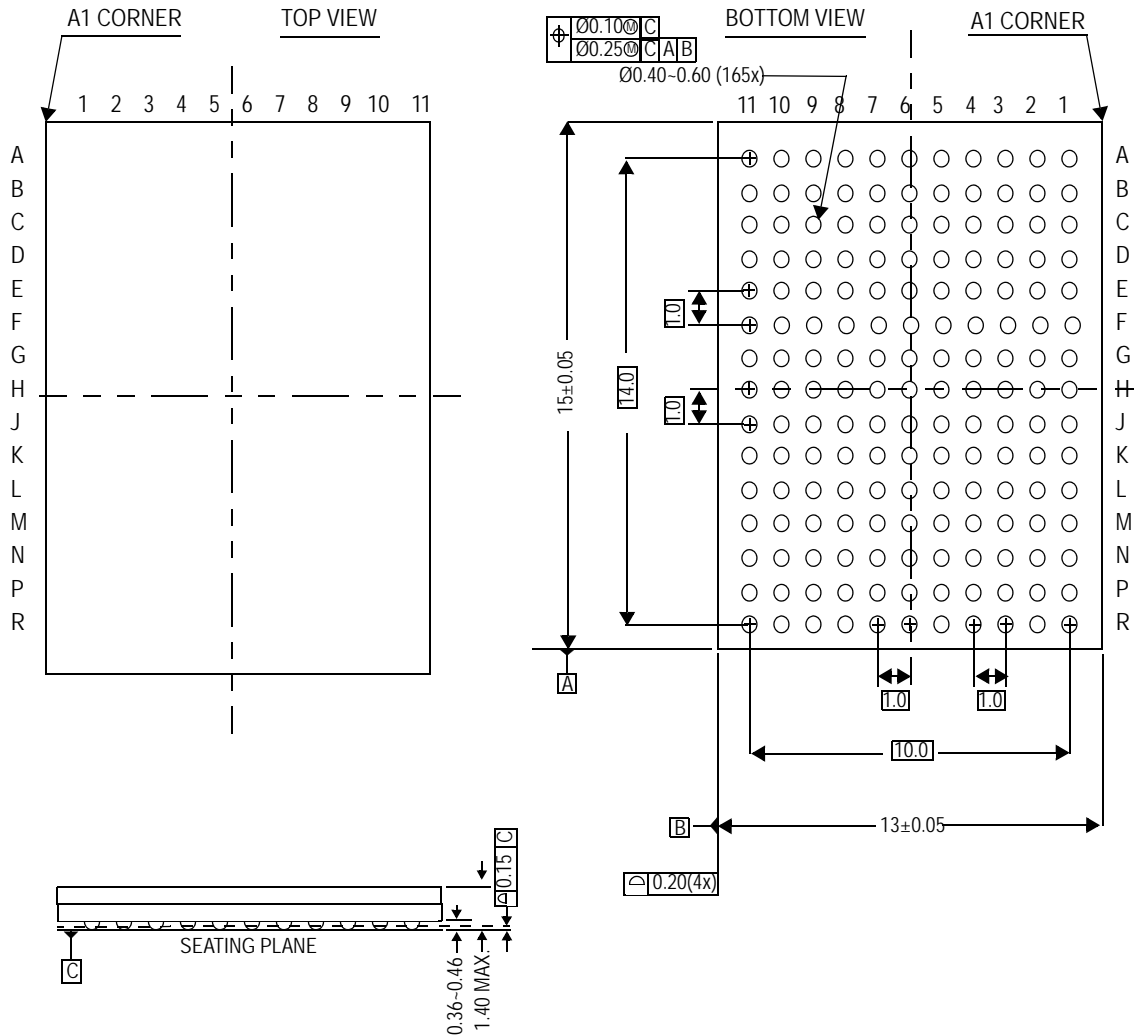 A1 CORNER
TOP VIEW
1 2 3 4 5 6 7 8 9 10 11
A
B
C
D
E
F
G
H
J
K
L
M
N
P
R
Ø0.10Ⓜ C
Ø0.25Ⓜ C A B
Ø0.40~0.60 (165x)
BOTTOM VIEW
A1 CORNER
11 10 9 8 7 6 5 4 3 2 1
A
B
C
D
E
F
G
H
J
K
L
M
N
P
R
15±0.05
14.0
1.0
1.0
A
1.0
1.0
10.0
B
13±0.05
0.20(4x)
0.15 C
SEATING PLANE
C
0.36~0.46
1.40 MAX.